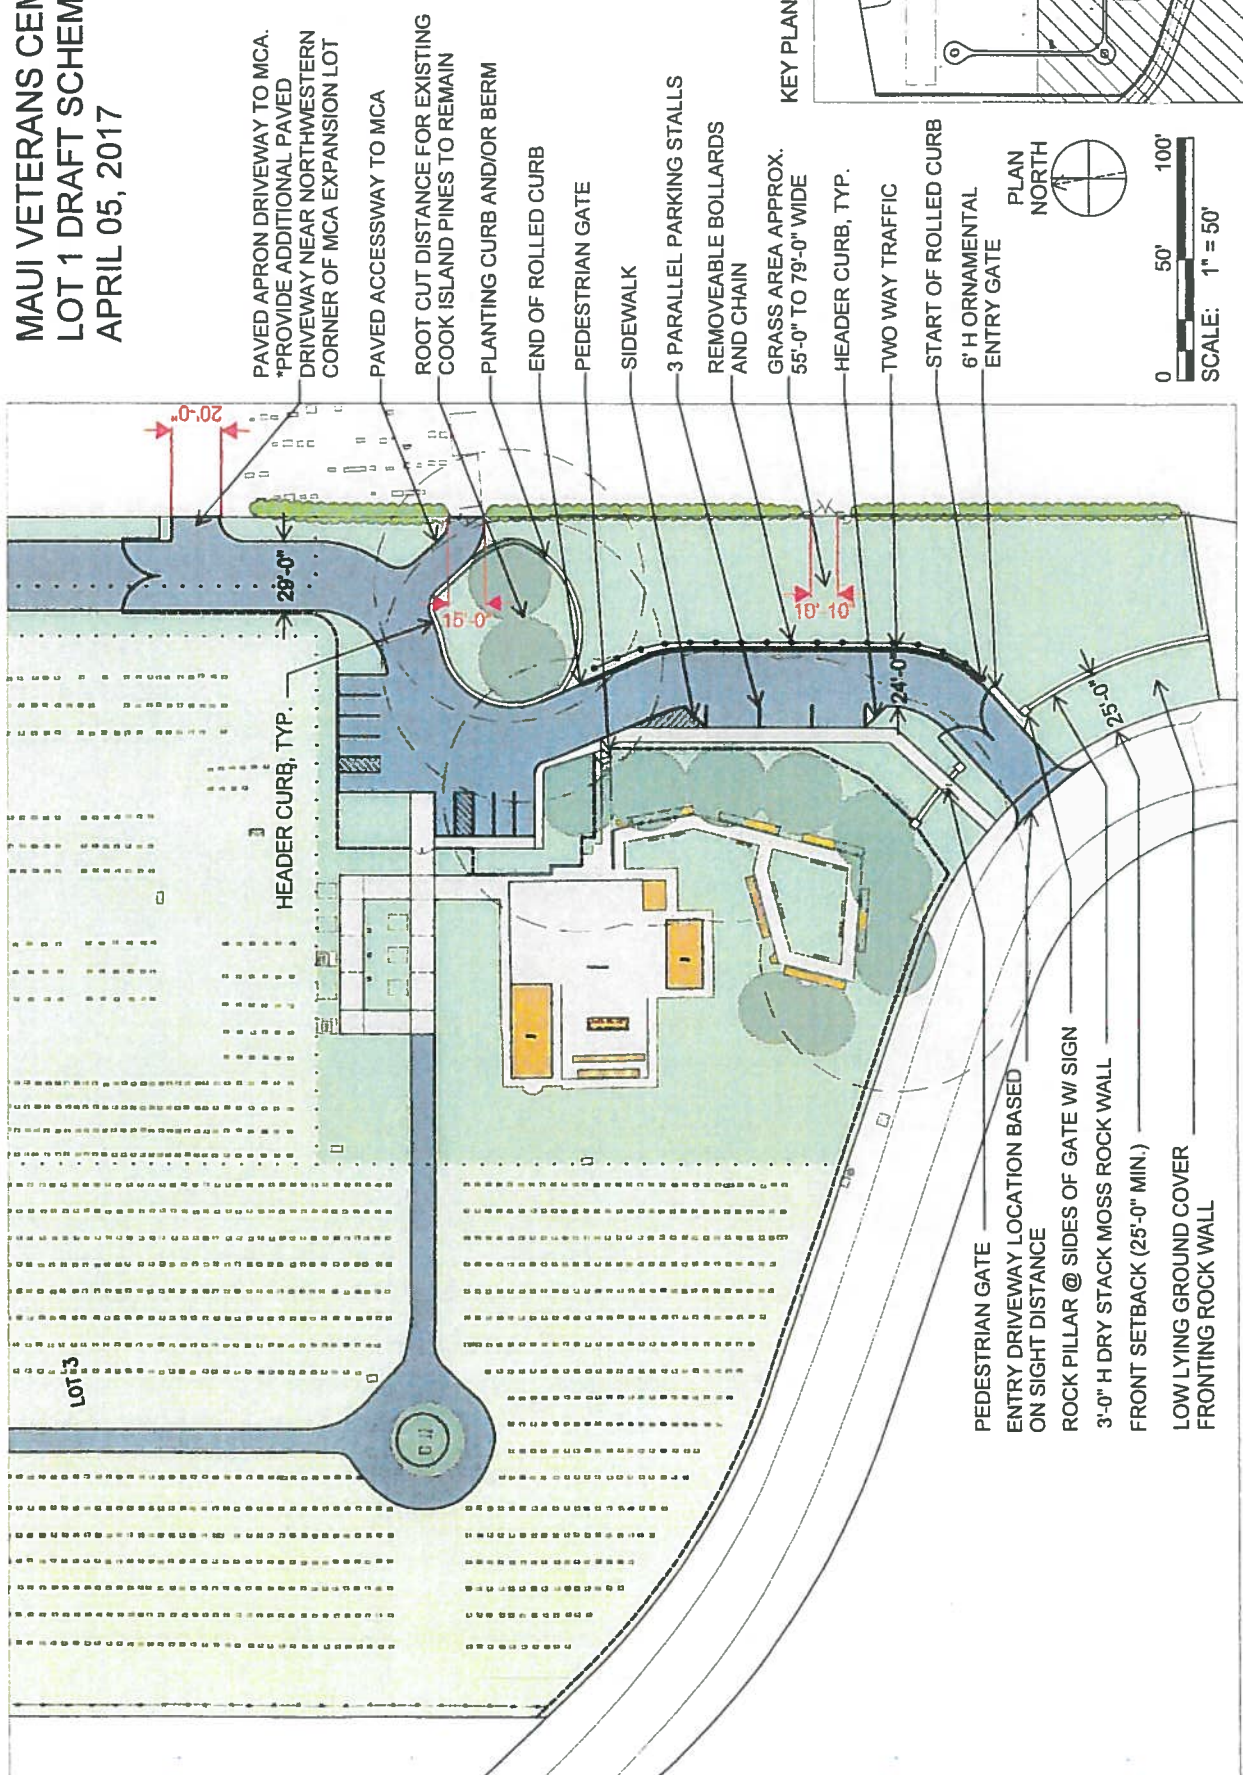 MAUI VETERANS CEM
LOT 1 DRAFT SCHEM
APRIL 05, 2017
PAVED APRON DRIVEWAY TO MCA.
*PROVIDE ADDITIONAL PAVED
DRIVEWAY NEAR NORTHWESTERN
CORNER OF MCA EXPANSION LOT
PAVED ACCESSWAY TO MCA
ROOT CUT DISTANCE FOR EXISTING
COOK ISLAND PINES TO REMAIN
PLANTING CURB AND/OR BERM
END OF ROLLED CURB
PEDESTRIAN GATE
SIDEWALK
3 PARALLEL PARKING STALLS
REMOVEABLE BOLLARDS
AND CHAIN
GRASS AREA APPROX.
55'-0" TO 79'-0" WIDE
HEADER CURB, TYP.
TWO WAY TRAFFIC
START OF ROLLED CURB
6' H ORNAMENTAL
ENTRY GATE
KEY PLAN
PLAN
NORTH
0 50' 100'
SCALE: 1" = 50'
20'-0"
29'-0"
15'-0"
10' 10'
24'-0"
25'-0"
HEADER CURB, TYP.
LOT 3
PEDESTRIAN GATE
ENTRY DRIVEWAY LOCATION BASED
ON SIGHT DISTANCE
ROCK PILLAR @ SIDES OF GATE W/ SIGN
3'-0" H DRY STACK MOSS ROCK WALL
FRONT SETBACK (25'-0" MIN.)
LOW LYING GROUND COVER
FRONTING ROCK WALL